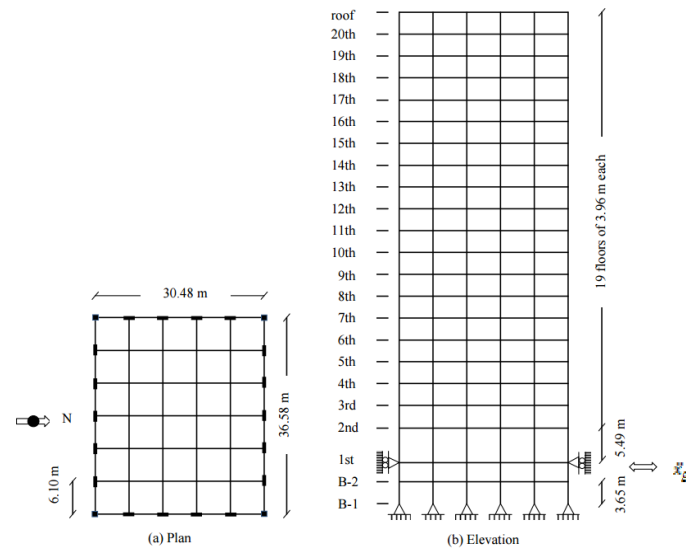 roof
20th
19th
18th
17th
16th
15th
14th
13th
12th
11th
10th
9th
8th
7th
6th
5th
4th
3rd
2nd
1st
B-2
B-1
19 floors of 3.96 m each
5.49 m
3.65 m
30.48 m
36.58 m
6.10 m
N
(a) Plan
(b) Elevation